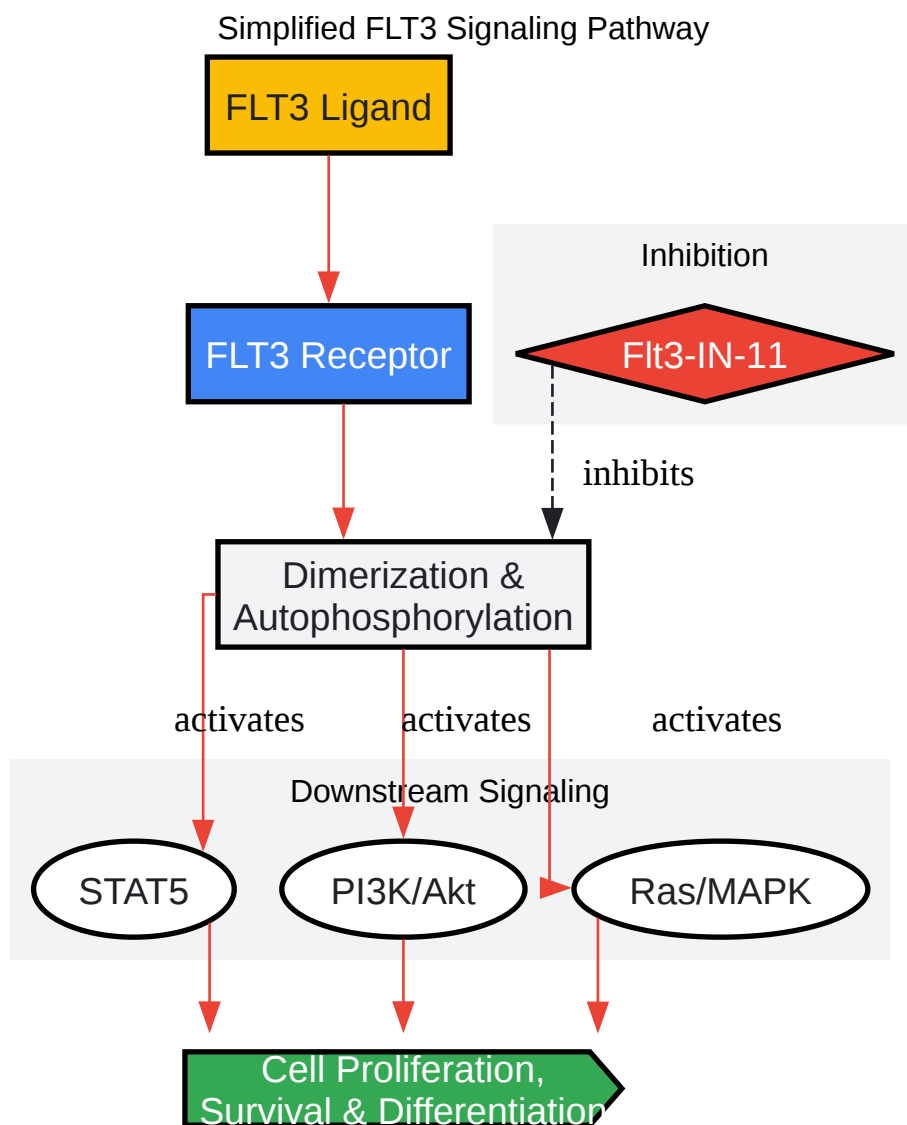 Simplified FLT3 Signaling Pathway
FLT3 Ligand
Inhibition
FLT3 Receptor
Flt3-IN-11
inhibits
Dimerization &
Autophosphorylation
activates
activates
activates
Downstream Signaling
STAT5
PI3K/Akt
Ras/MAPK
Cell Proliferation,
Survival & Differentiation